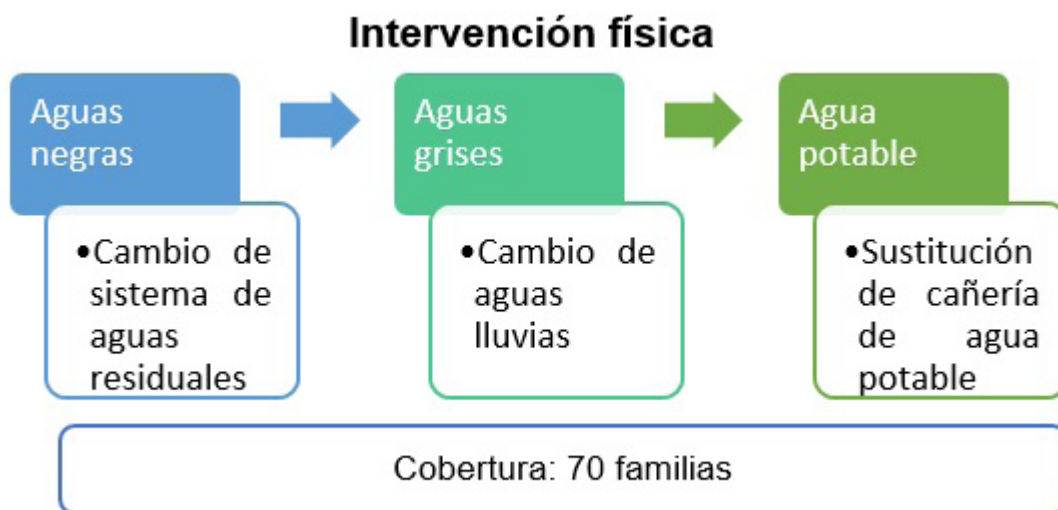 Intervención física
Aguas
negras
Aguas
grises
Agua
potable
•Cambio de
sistema de
aguas
residuales
•Cambio de
aguas
lluvias
•Sustitución
de cañería
de agua
potable
Cobertura: 70 familias